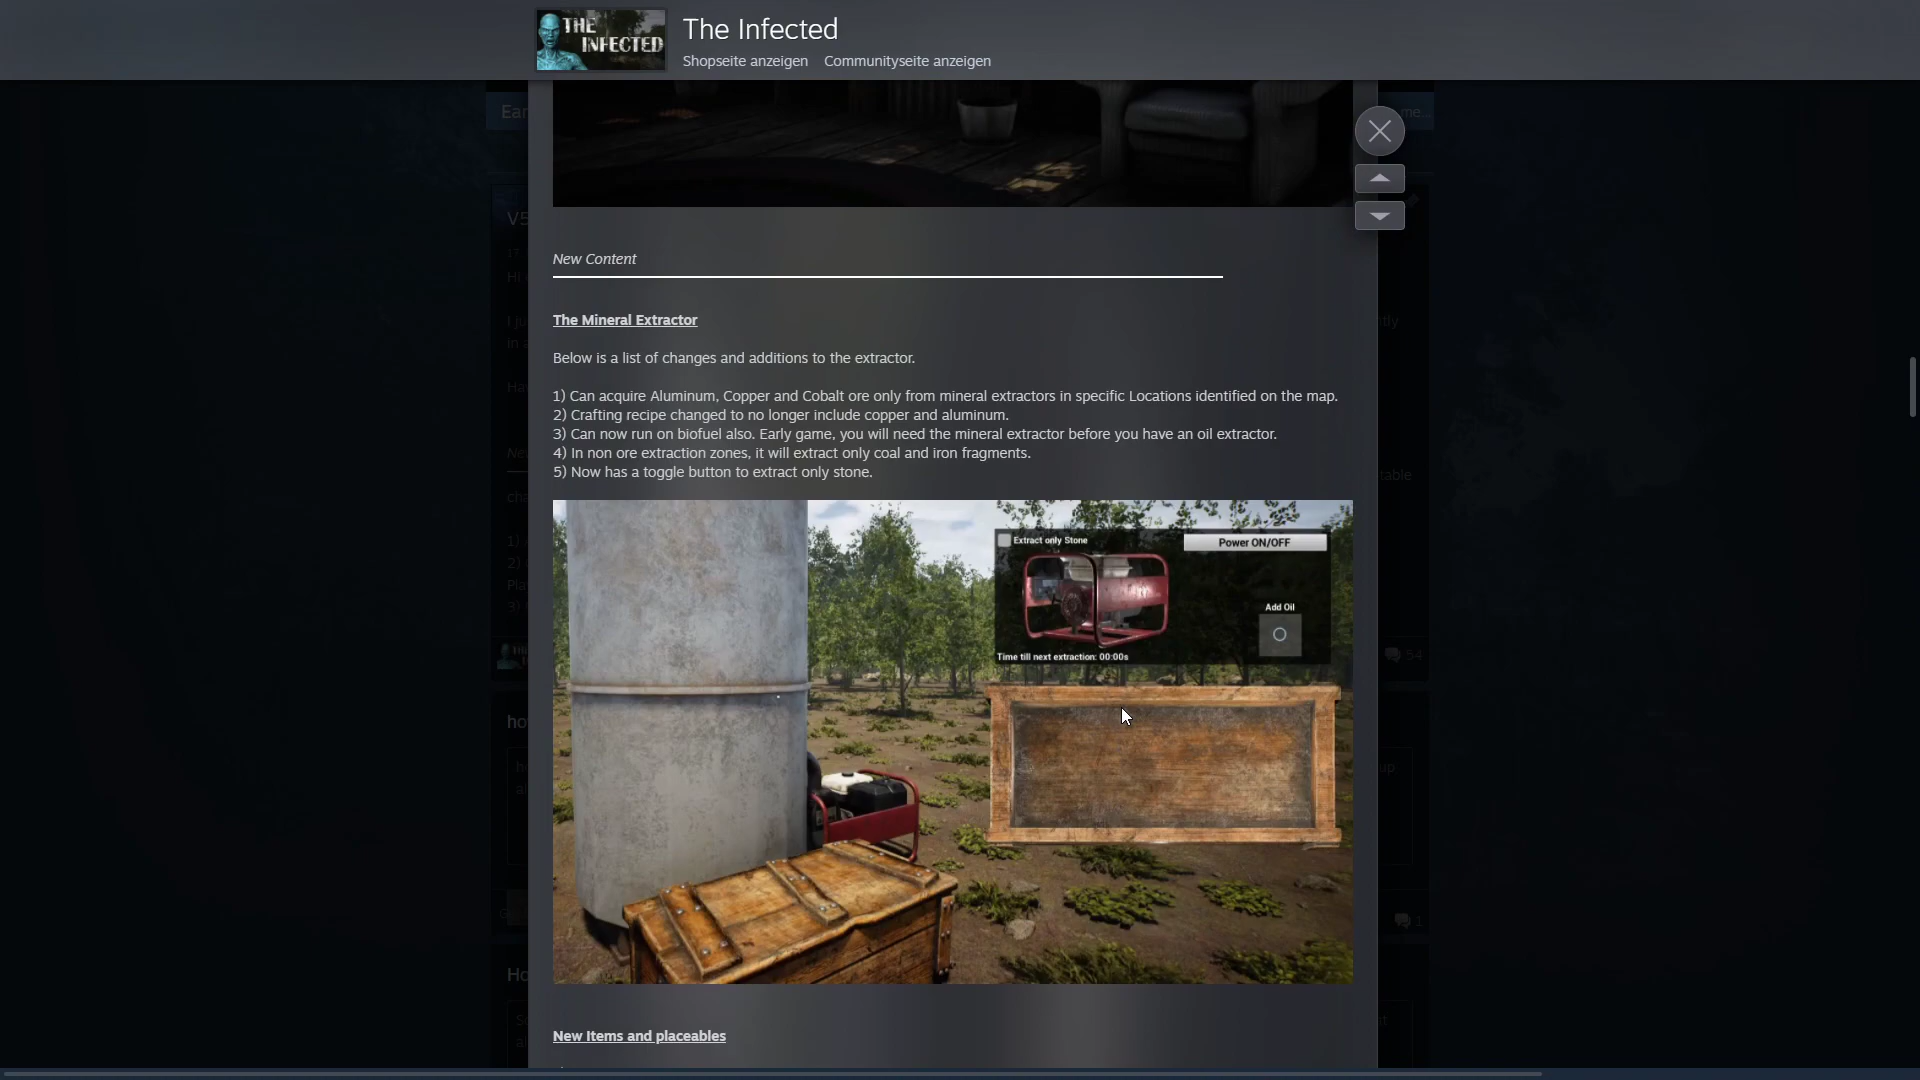 THE
INFECTED
The Infected
Shopseite anzeigen Communityseite anzeigen
New Content
The Mineral Extractor
Below is a list of changes and additions to the extractor.
1) Can acquire Aluminum, Copper and Cobalt ore only from mineral extractors in specific Locations identified on the map.
2) Crafting recipe changed to no longer include copper and aluminum.
3) Can now run on biofuel also. Early game, you will need the mineral extractor before you have an oil extractor.
4) In non ore extraction zones, it will extract only coal and iron fragments.
5) Now has a toggle button to extract only stone.
Extract only Stone
Power ON/OFF
Add Oil
Time till next extraction: 00:00s
54
1
New Items and placeables